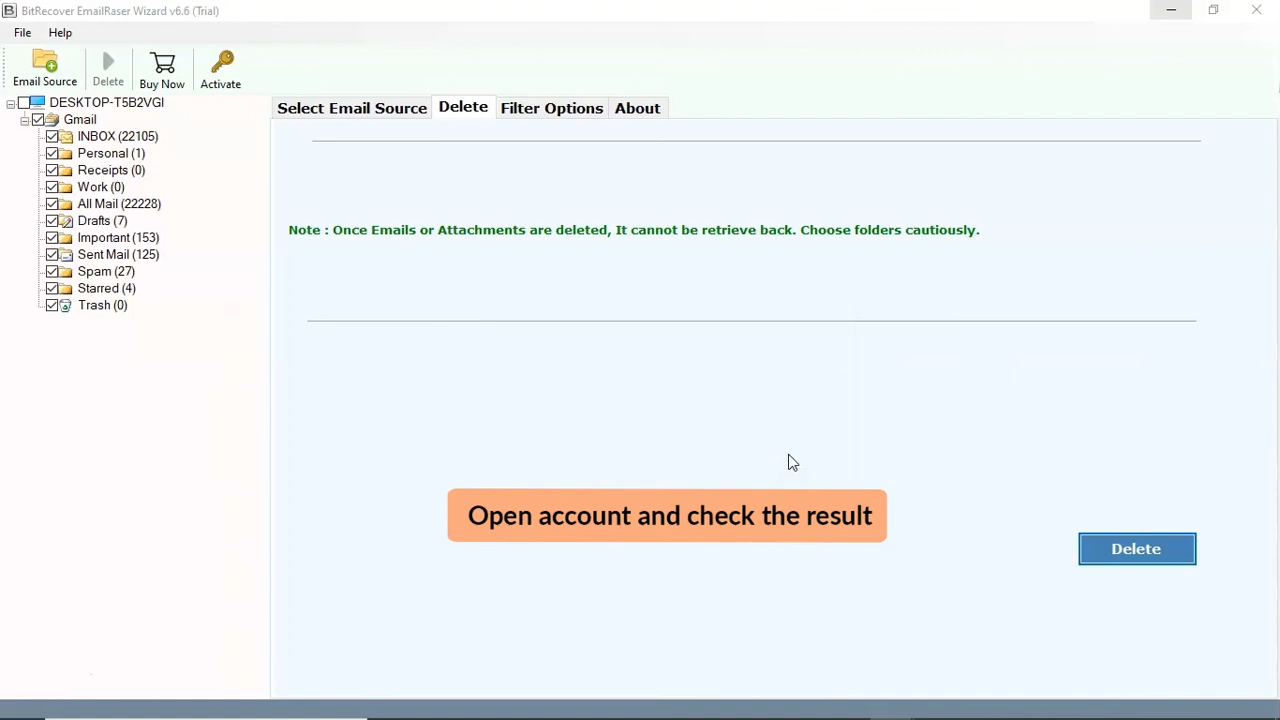 BitRecover EmailRaser Wizard v6.6 (Trial)
File Help
Email Source Delete Buy Now Activate
DESKTOP-T5B2VGI
Gmail
INBOX (22105)
Personal (1)
Receipts (0)
Work (0)
All Mail (22228)
Drafts (7)
Important (153)
Sent Mail (125)
Spam (27)
Starred (4)
Trash (0)
Select Email Source Delete Filter Options About
Note : Once Emails or Attachments are deleted, It cannot be retrieve back. Choose folders cautiously.
Open account and check the result
Delete